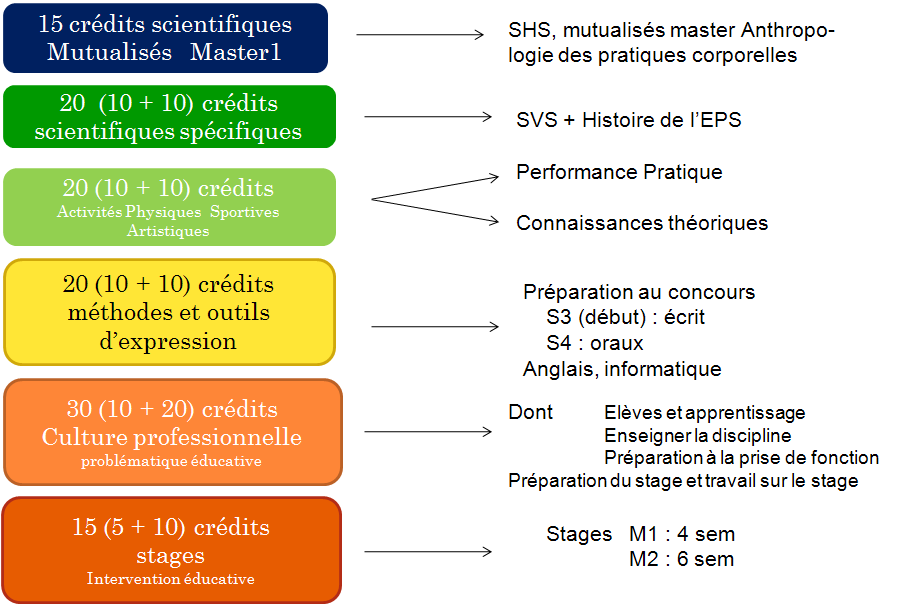 15 crédits scientifiques
Mutualisés Master1
SHS, mutualisés master Anthropo-
logie des pratiques corporelles
20 (10 + 10) crédits
scientifiques spécifiques
SVS + Histoire de l'EPS
20 (10 + 10) crédits
Activités Physiques Sportives
Artistiques
Performance Pratique
Connaissances théoriques
20 (10 + 10) crédits
méthodes et outils
d'expression
Préparation au concours
S3 (début) : écrit
S4 : oraux
Anglais, informatique
30 (10 + 20) crédits
Culture professionnelle
problématique éducative
Dont Elèves et apprentissage
Enseigner la discipline
Préparation à la prise de fonction
Préparation du stage et travail sur le stage
15 (5 + 10) crédits
stages
Intervention éducative
Stages M1 : 4 sem
M2 : 6 sem